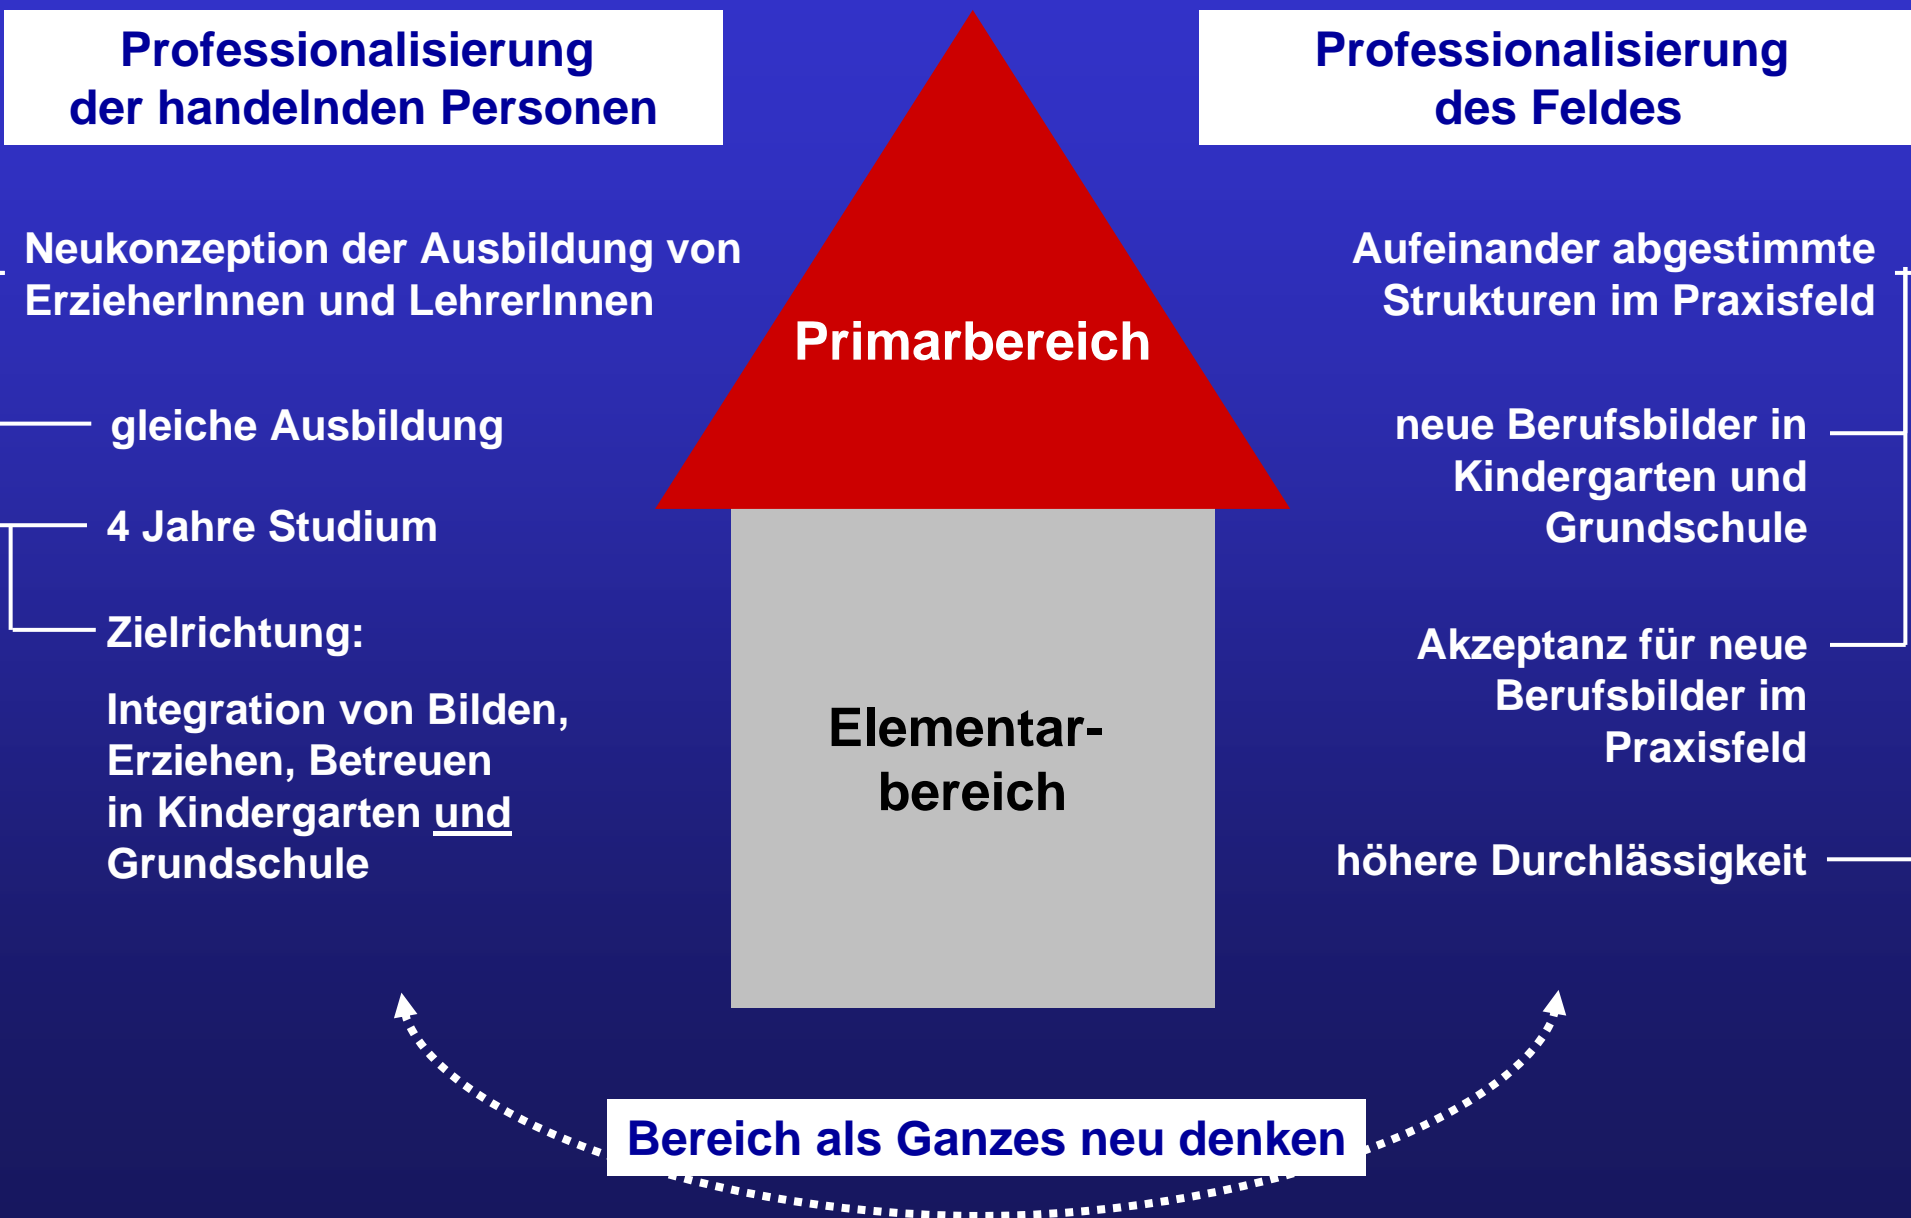 Professionalisierung
der handelnden Personen
Neukonzeption der Ausbildung von
ErzieherInnen und LehrerInnen
gleiche Ausbildung
4 Jahre Studium
Zielrichtung:
Integration von Bilden,
Erziehen, Betreuen
in Kindergarten und
Grundschule
Primarbereich
Elementar-
bereich
Professionalisierung
des Feldes
Aufeinander abgestimmte
Strukturen im Praxisfeld
neue Berufsbilder in
Kindergarten und
Grundschule
Akzeptanz für neue
Berufsbilder im
Praxisfeld
höhere Durchlässigkeit
Bereich als Ganzes neu denken